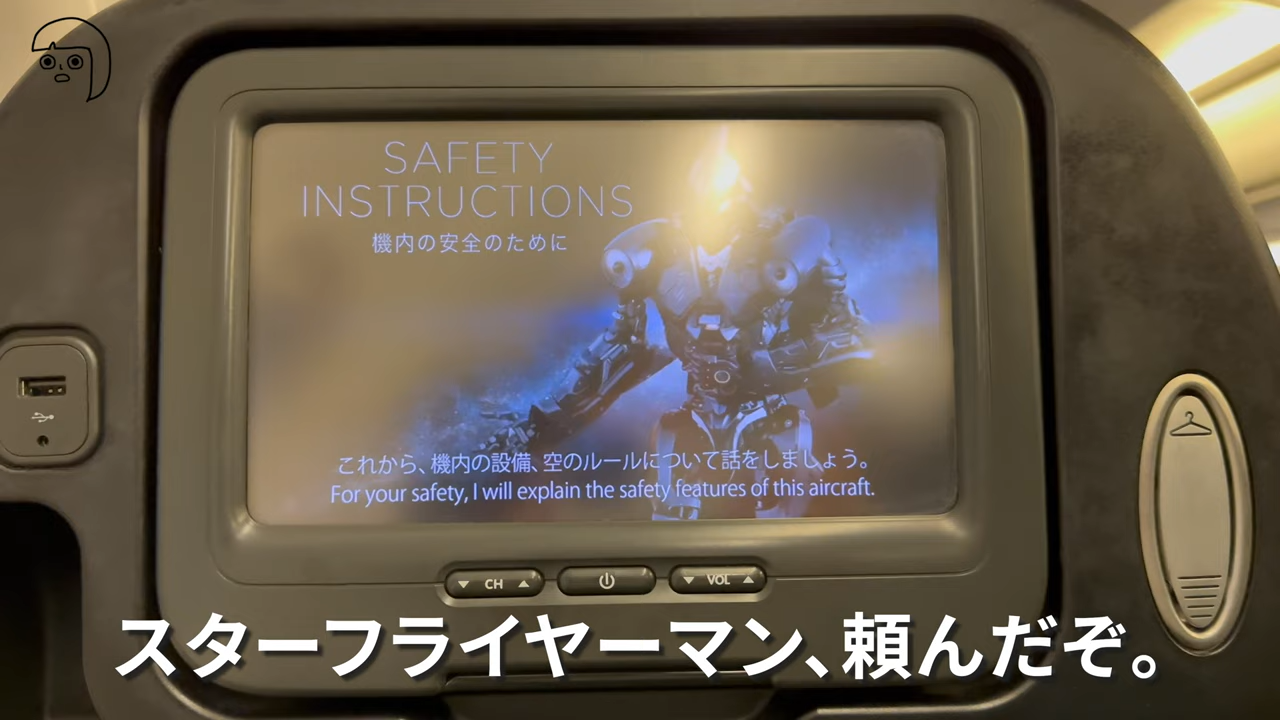 SAFETY
INSTRUCTIONS
機内の安全のために
これから、機内の設備、空のルールについて話をしましょう。
For your safety, I will explain the safety features of this aircraft.
CH
VOL
スターフライヤーマン、頼んだぞ。